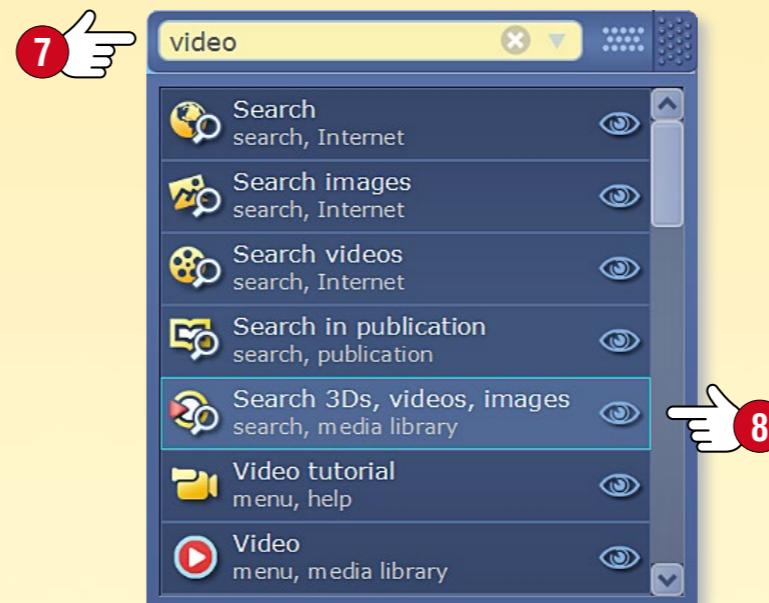 7
video
Search
search, Internet
Search images
search, Internet
Search videos
search, Internet
Search in publication
search, publication
Search 3Ds, videos, images
search, media library
8
Video tutorial
menu, help
Video
menu, media library